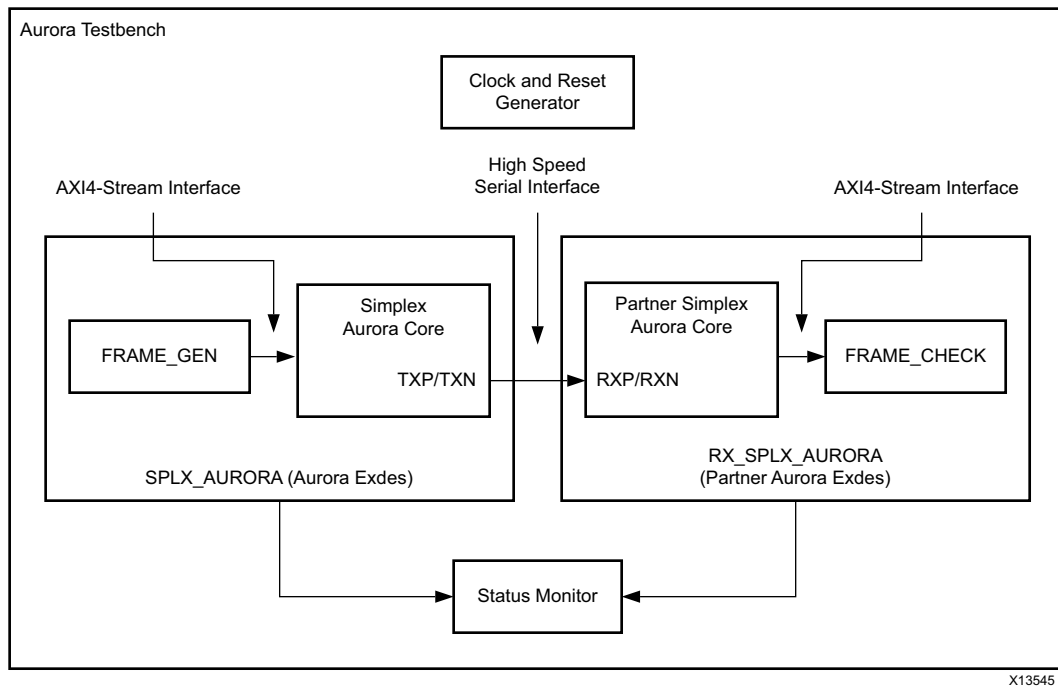 Aurora Testbench
Clock and Reset
Generator
High Speed
Serial Interface
AXI4-Stream Interface
AXI4-Stream Interface
Simplex
Aurora Core
Partner Simplex
Aurora Core
FRAME_GEN
FRAME_CHECK
TXP/TXN
RXP/RXN
SPLX_AURORA (Aurora Exdes)
RX_SPLX_AURORA
(Partner Aurora Exdes)
Status Monitor
X13545